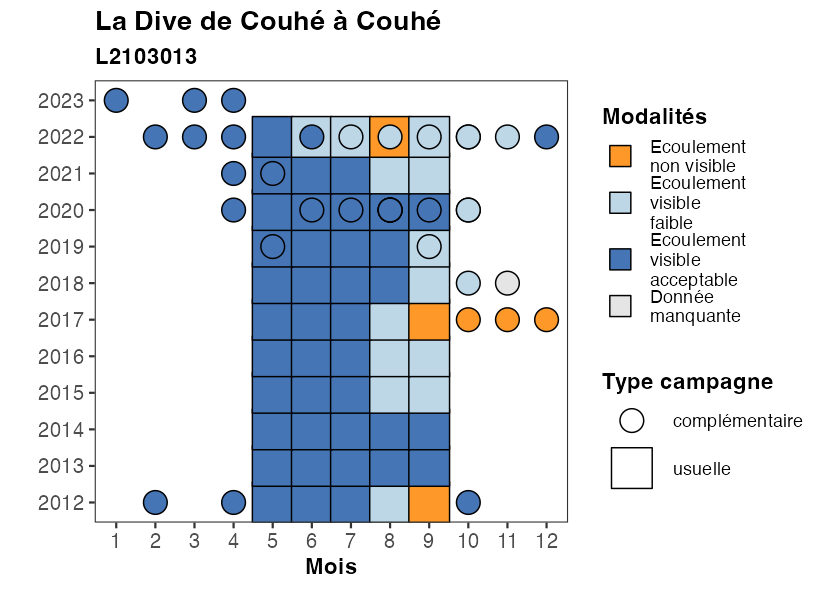 La Dive de Couhé à Couhé
L2103013
2023
2022
2021
2020
2019
2018
2017
2016
2015
2014
2013
2012
1 2 3 4 5 6 7 8 9 10 11 12
Mois
Modalités
Ecoulement
non visible
Ecoulement
visible
faible
Ecoulement
visible
acceptable
Donnée
manquante
Type campagne
complémentaire
usuelle